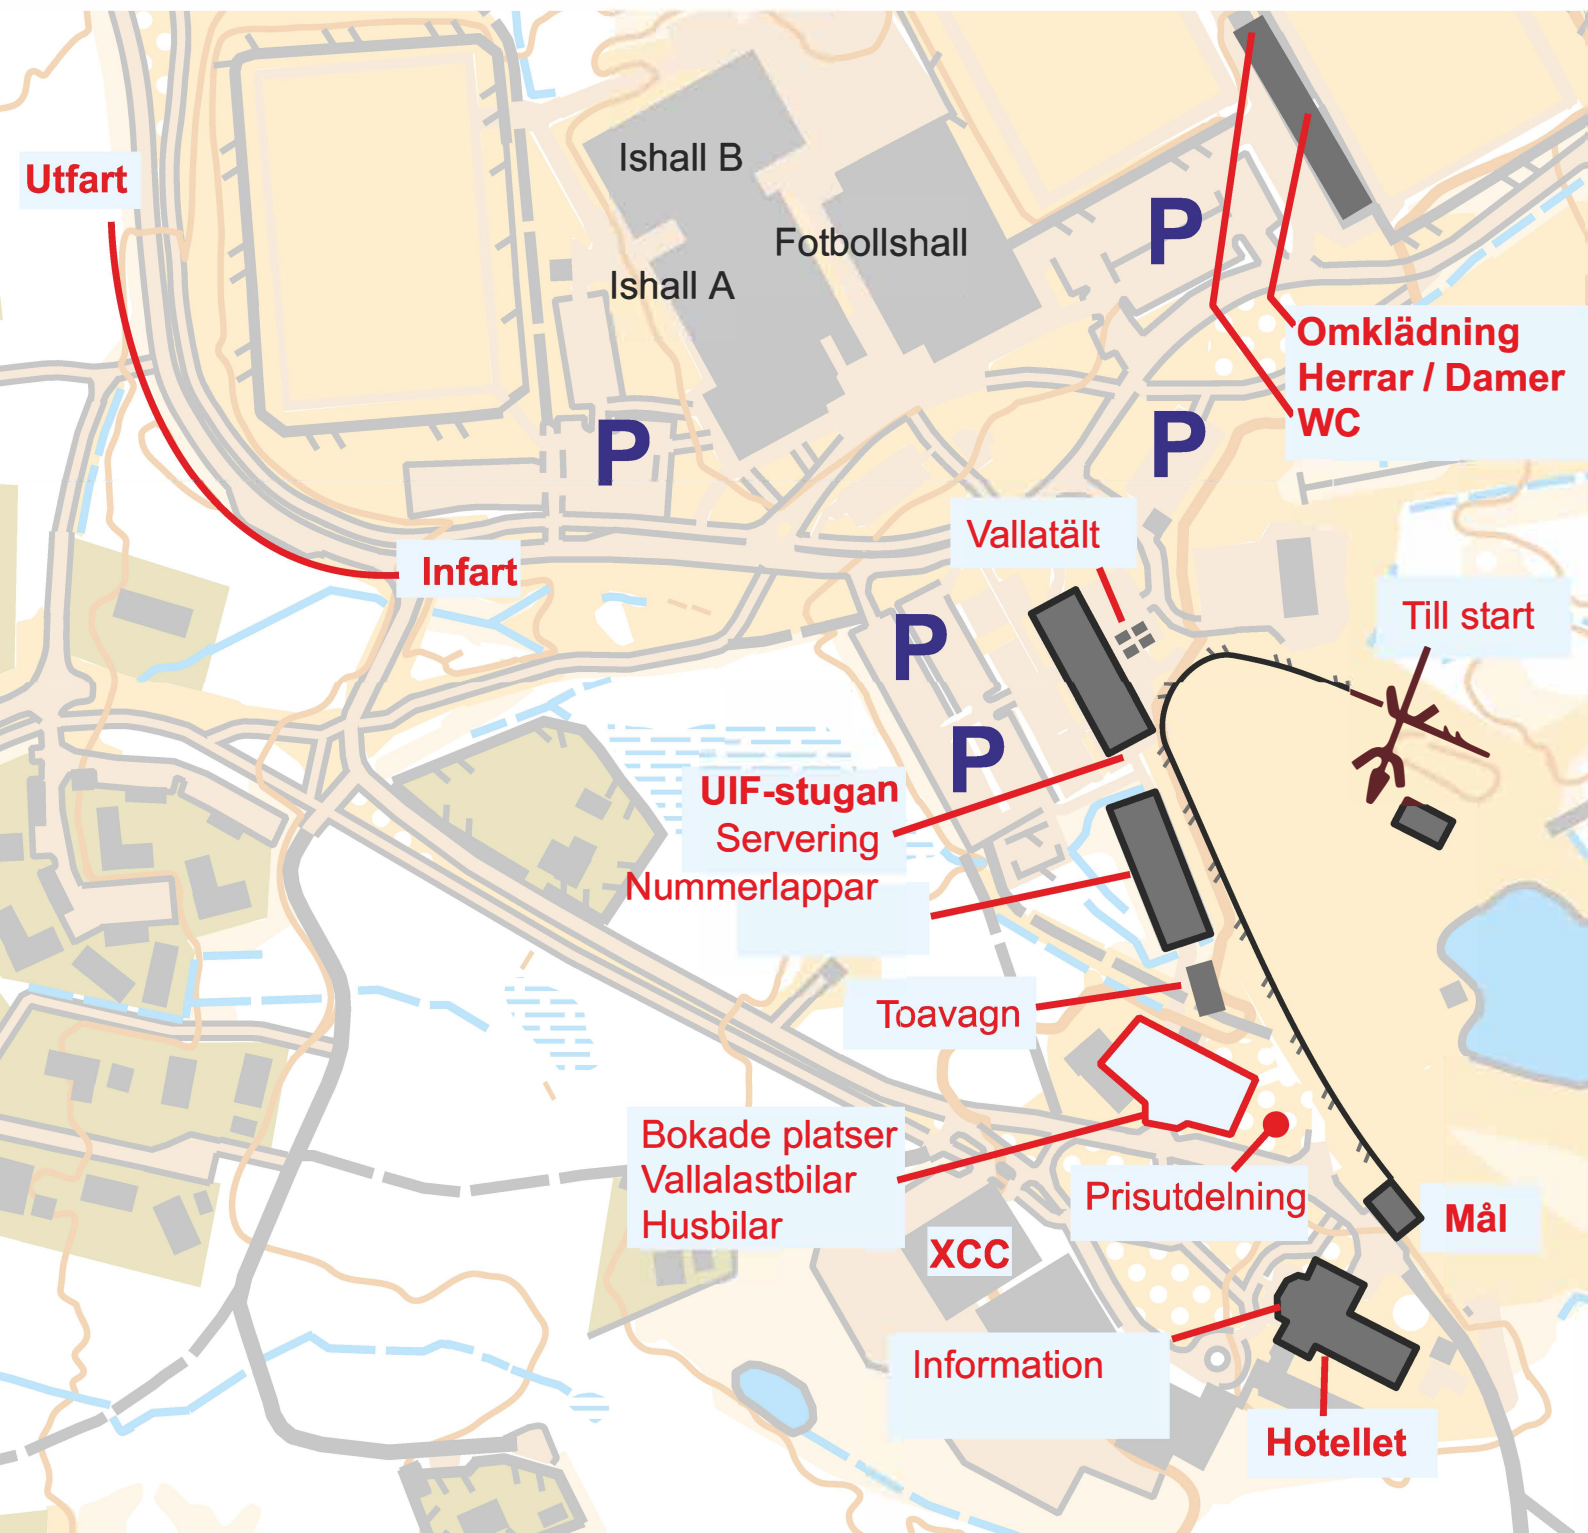 Ishall B
Utfart
P
Fotbollshall
Ishall A
Omklädning
Herrar / Damer
WC
P
P
Vallatält
Infart
Till start
P
P
UIF-stugan
Servering
Nummerlappar
Toavagn
Bokade platser
Vallalastbilar
Husbilar
Prisutdelning
Mål
XCC
Information
Hotellet